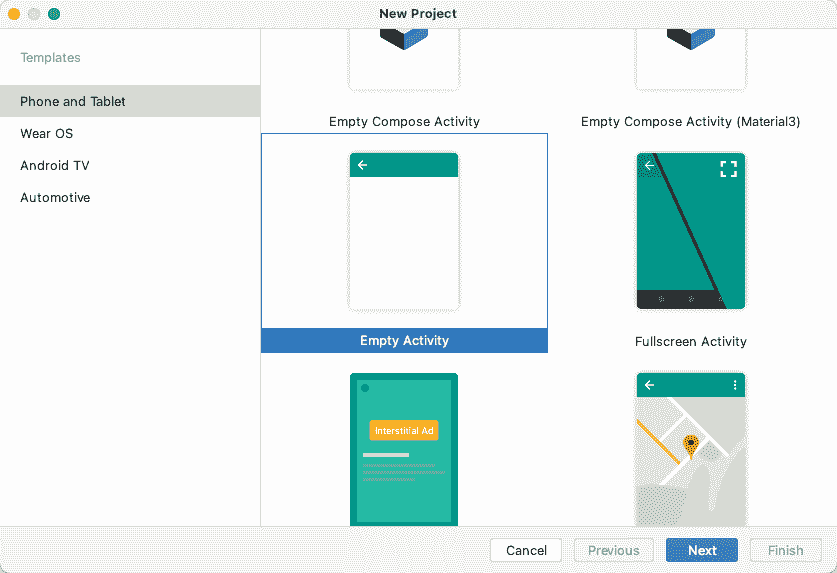 New Project
Templates
Phone and Tablet
Wear OS
Android TV
Automotive
Empty Compose Activity
Empty Compose Activity (Material3)
Empty Activity
Fullscreen Activity
Interstitial Ad
Cancel
Previous
Next
Finish